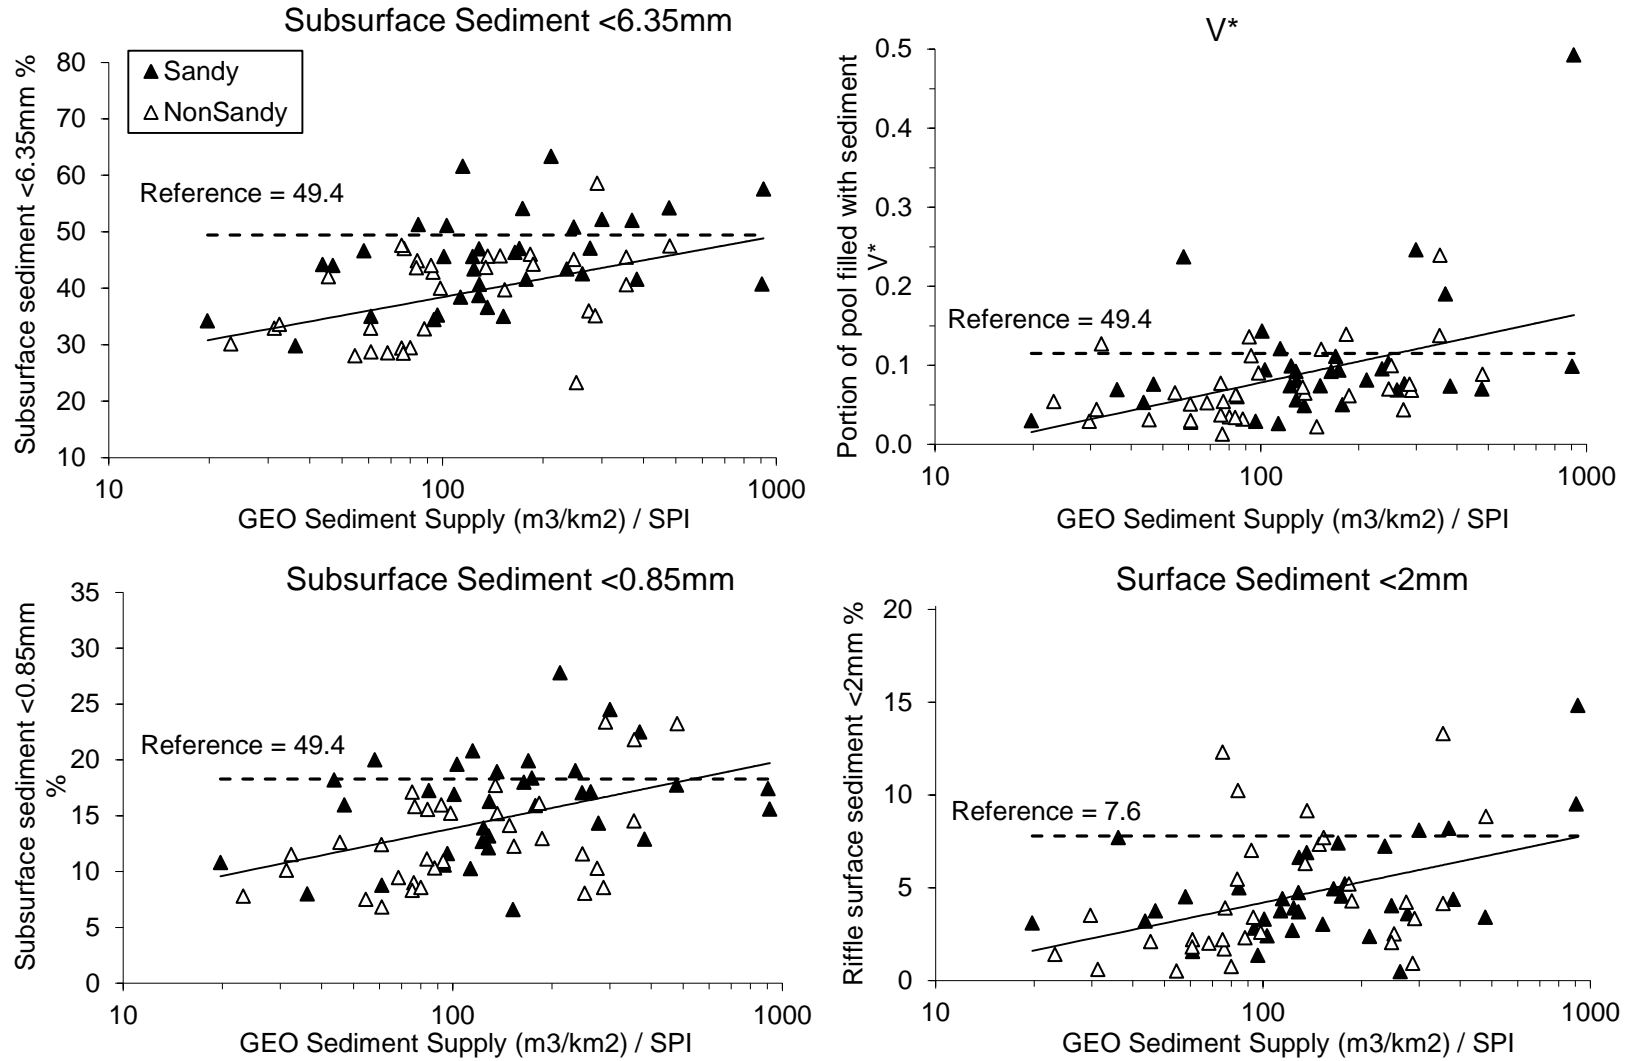 Subsurface Sediment <6.35mm
Subsurface sediment <6.35mm %
80
70
60
50
40
30
20
10
Sandy
NonSandy
Reference = 49.4
10
100
1000
GEO Sediment Supply (m3/km2) / SPI
V*
Portion of pool filled with sediment
V*
0.5
0.4
0.3
0.2
0.1
0.0
Reference = 49.4
10
100
1000
GEO Sediment Supply (m3/km2) / SPI
Subsurface Sediment <0.85mm
Subsurface sediment <0.85mm
%
35
30
25
20
15
10
5
0
Reference = 49.4
10
100
1000
GEO Sediment Supply (m3/km2) / SPI
Surface Sediment <2mm
Riffle surface sediment <2mm %
20
15
10
5
0
Reference = 7.6
10
100
1000
GEO Sediment Supply (m3/km2) / SPI